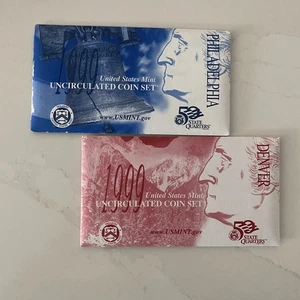 PHILADELPHIA
1999
United States Mint
UNCIRCULATED COIN SET
www.USMINT.gov
50
STATE
QUARTERS
DENVER
1999
United States Mint
UNCIRCULATED COIN SET
www.USMINT.gov
50
STATE
QUARTERS